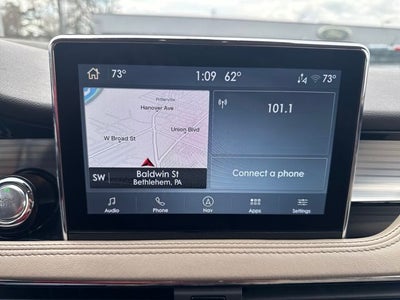 73° 1:09 62° 73°
Pittsville
Hanover Ave
W Broad St
Union Blvd
101.1
SW
Baldwin St
Bethlehem, PA
Connect a phone
Audio Phone Nav Apps Settings